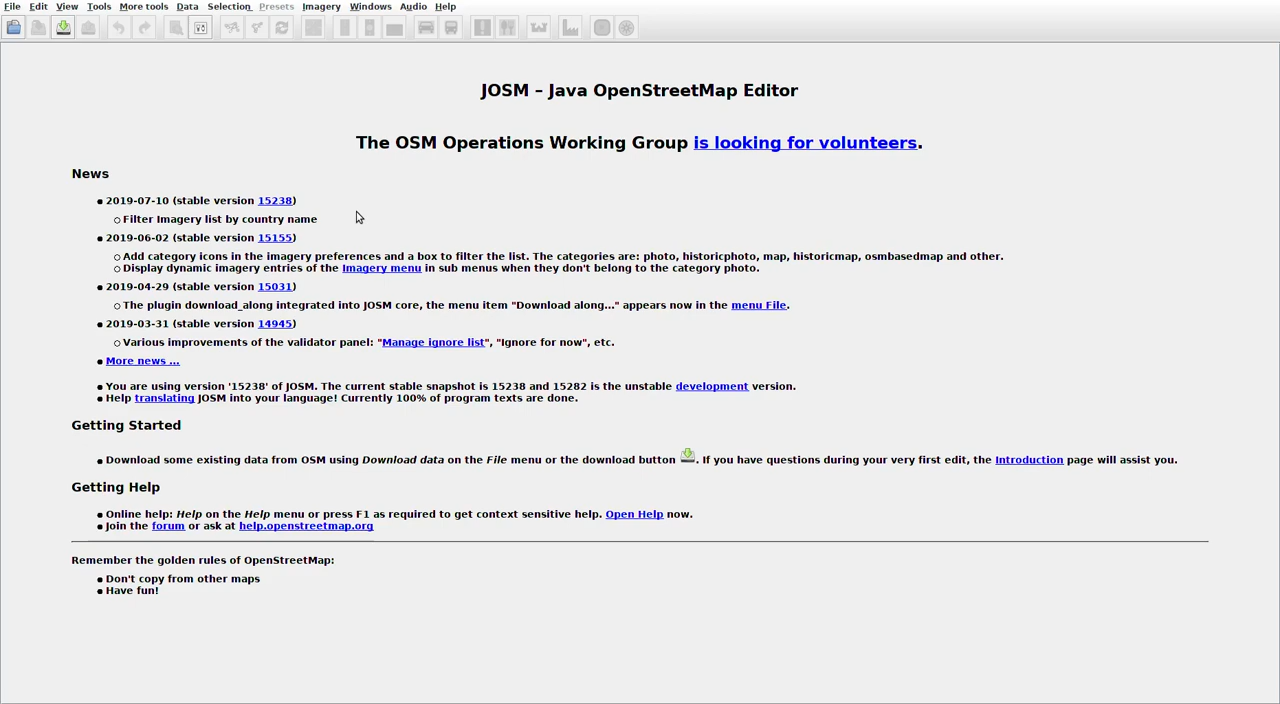 File Edit View Tools More tools Data Selection Presets Imagery Windows Audio Help
JOSM – Java OpenStreetMap Editor
The OSM Operations Working Group is looking for volunteers.
News
2019-07-10 (stable version 15238)
Filter Imagery list by country name
2019-06-02 (stable version 15155)
Add category icons in the imagery preferences and a box to filter the list. The categories are: photo, historicphoto, map, historicmap, osmbasedmap and other.
Display dynamic imagery entries of the Imagery menu in sub menus when they don't belong to the category photo.
2019-04-29 (stable version 15031)
The plugin download_along integrated into JOSM core, the menu item "Download along..." appears now in the menu File.
2019-03-31 (stable version 14945)
Various improvements of the validator panel: "Manage ignore list", "Ignore for now", etc.
More news ...
You are using version '15238' of JOSM. The current stable snapshot is 15238 and 15282 is the unstable development version.
Help translating JOSM into your language! Currently 100% of program texts are done.
Getting Started
Download some existing data from OSM using Download data on the File menu or the download button . If you have questions during your very first edit, the Introduction page will assist you.
Getting Help
Online help: Help on the Help menu or press F1 as required to get context sensitive help. Open Help now.
Join the forum or ask at help.openstreetmap.org
Remember the golden rules of OpenStreetMap:
Don't copy from other maps
Have fun!